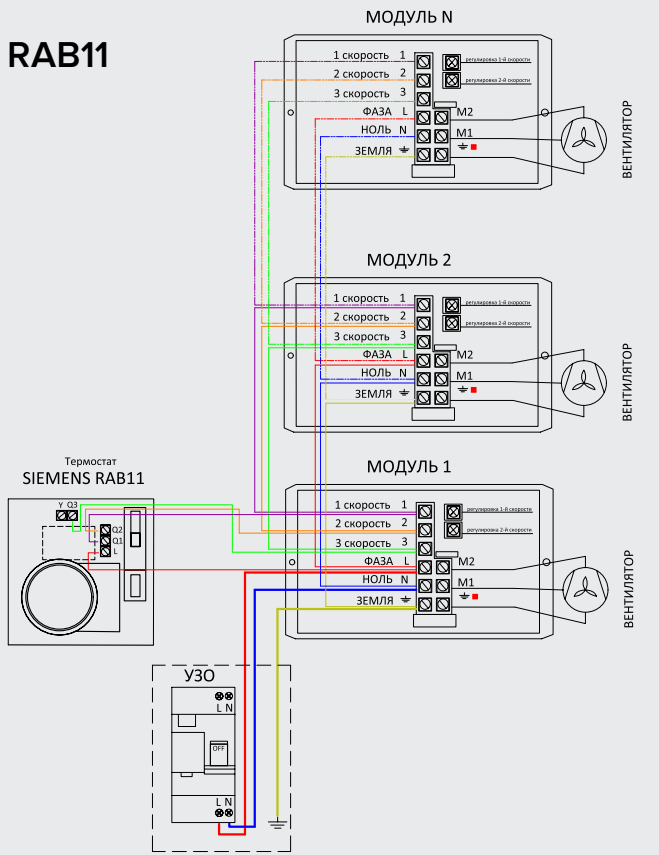 RAB11
МОДУЛЬ N
1 скорость 1
регулировка 1-й скорости
2 скорость 2
регулировка 2-й скорости
3 скорость 3
ФАЗА L
M2
НОЛЬ N
M1
ЗЕМЛЯ
ВЕНТИЛЯТОР
МОДУЛЬ 2
1 скорость 1
регулировка 1-й скорости
2 скорость 2
регулировка 2-й скорости
3 скорость 3
ФАЗА L
M2
НОЛЬ N
M1
ЗЕМЛЯ
ВЕНТИЛЯТОР
Термостат
SIEMENS RAB11
Y Q3
Q2
Q1
L
МОДУЛЬ 1
1 скорость 1
регулировка 1-й скорости
2 скорость 2
регулировка 2-й скорости
3 скорость 3
ФАЗА L
M2
НОЛЬ N
M1
ЗЕМЛЯ
ВЕНТИЛЯТОР
УЗО
L N
OFF
L N